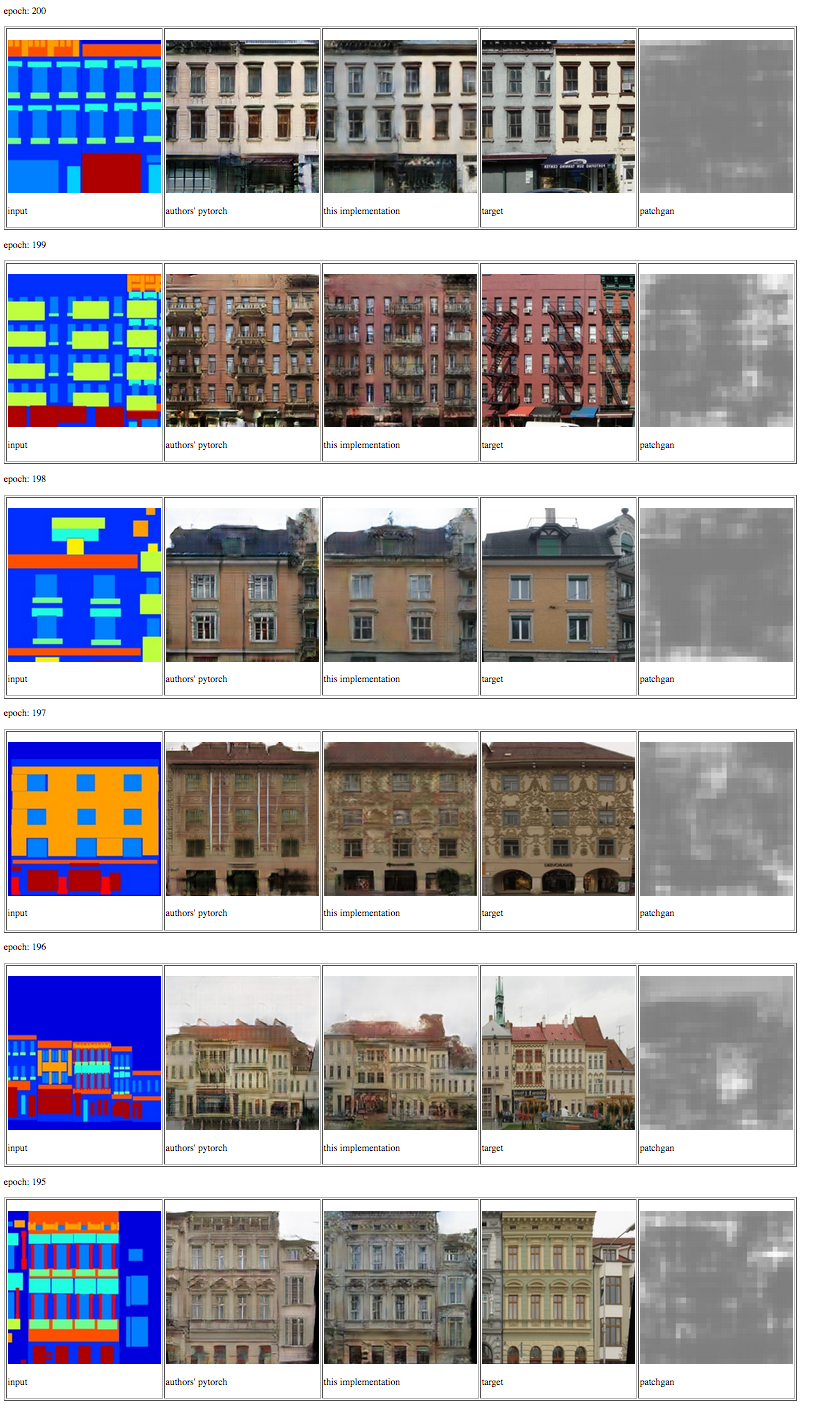 epoch: 200
input authors' pytorch this implementation target patchgan
epoch: 199
input authors' pytorch this implementation target patchgan
epoch: 198
input authors' pytorch this implementation target patchgan
epoch: 197
input authors' pytorch this implementation target patchgan
epoch: 196
input authors' pytorch this implementation target patchgan
epoch: 195
input authors' pytorch this implementation target patchgan